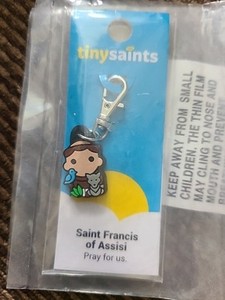 tinysaints
Saint Francis
of Assisi
Pray for us.
KEEP AWAY FROM SMALL
CHILDREN. THE THIN FILM
MAY CLING TO NOSE AND
MOUTH AND PREVENT